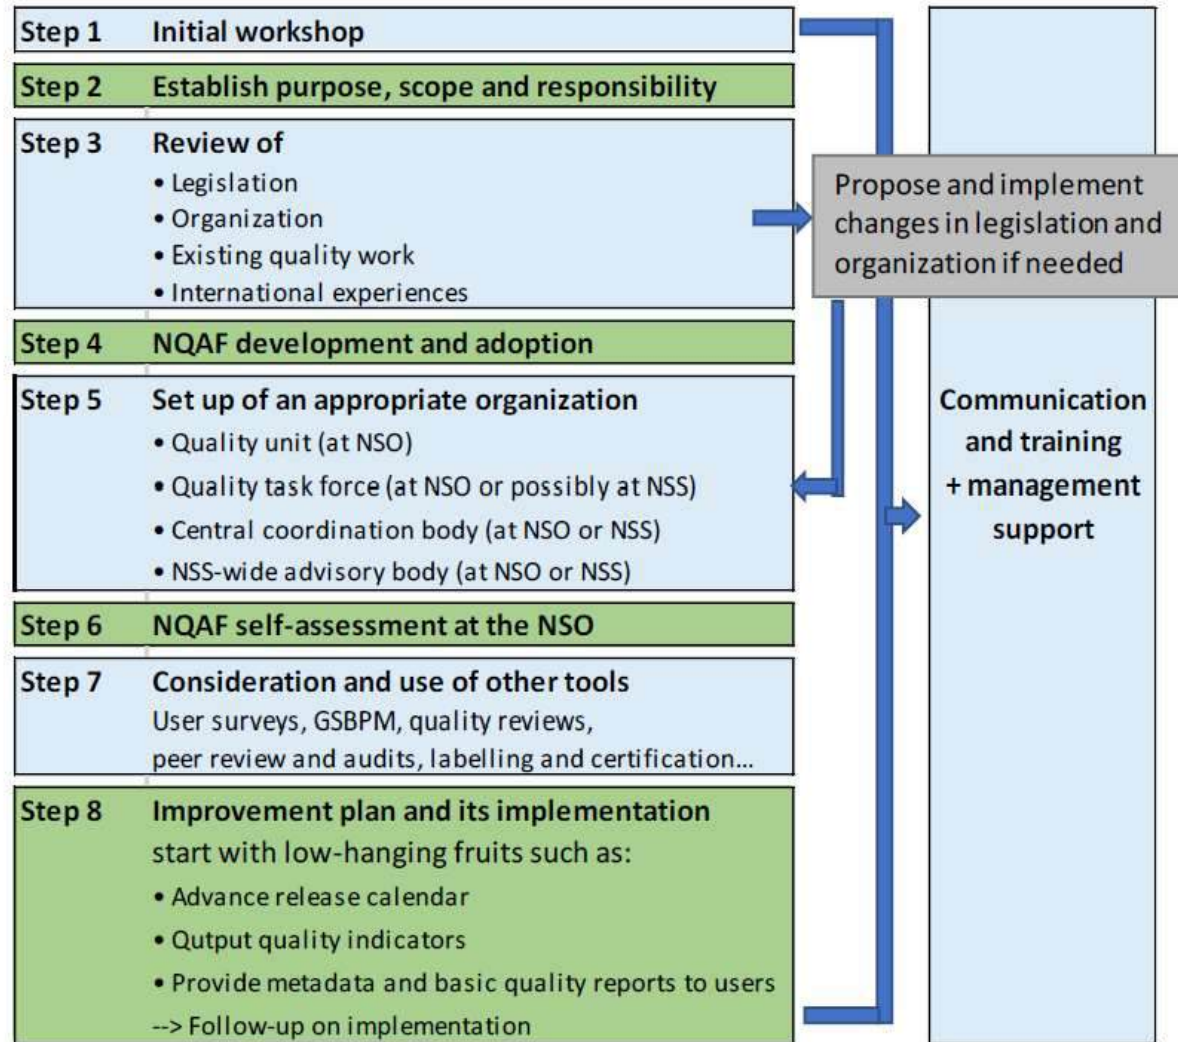 Step 1 Initial workshop
Step 2 Establish purpose, scope and responsibility
Step 3 Review of
• Legislation
• Organization
• Existing quality work
• International experiences
Propose and implement
changes in legislation and
organization if needed
Step 4 NQAF development and adoption
Step 5 Set up of an appropriate organization
• Quality unit (at NSO)
• Quality task force (at NSO or possibly at NSS)
• Central coordination body (at NSO or NSS)
• NSS-wide advisory body (at NSO or NSS)
Communication
and training
+ management
support
Step 6 NQAF self-assessment at the NSO
Step 7 Consideration and use of other tools
User surveys, GSBPM, quality reviews,
peer review and audits, labelling and certification...
Step 8 Improvement plan and its implementation
start with low-hanging fruits such as:
• Advance release calendar
• Qutput quality indicators
• Provide metadata and basic quality reports to users
--> Follow-up on implementation